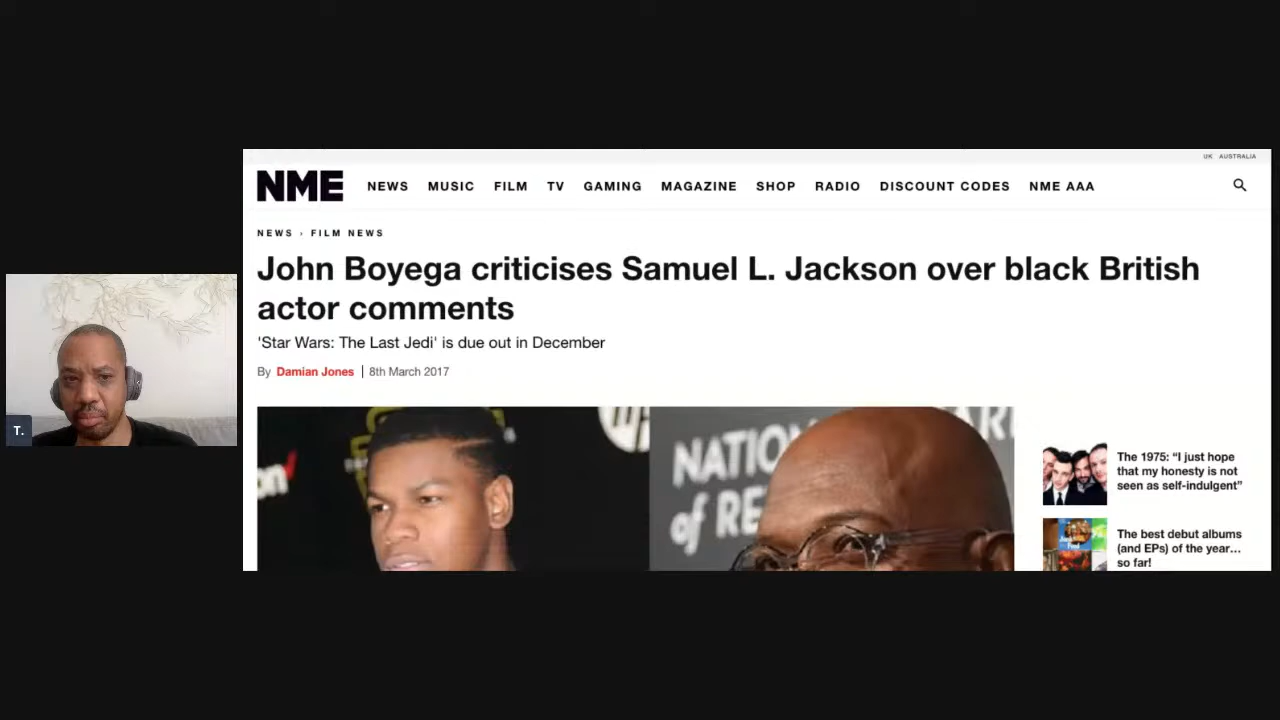 UK AUSTRALIA
NME NEWS MUSIC FILM TV GAMING MAGAZINE SHOP RADIO DISCOUNT CODES NME AAA
NEWS › FILM NEWS
John Boyega criticises Samuel L. Jackson over black British
actor comments
'Star Wars: The Last Jedi' is due out in December
By Damian Jones | 8th March 2017
NATION
of RE
The 1975: “I just hope
that my honesty is not
seen as self-indulgent”
The best debut albums
(and EPs) of the year…
so far!
T.